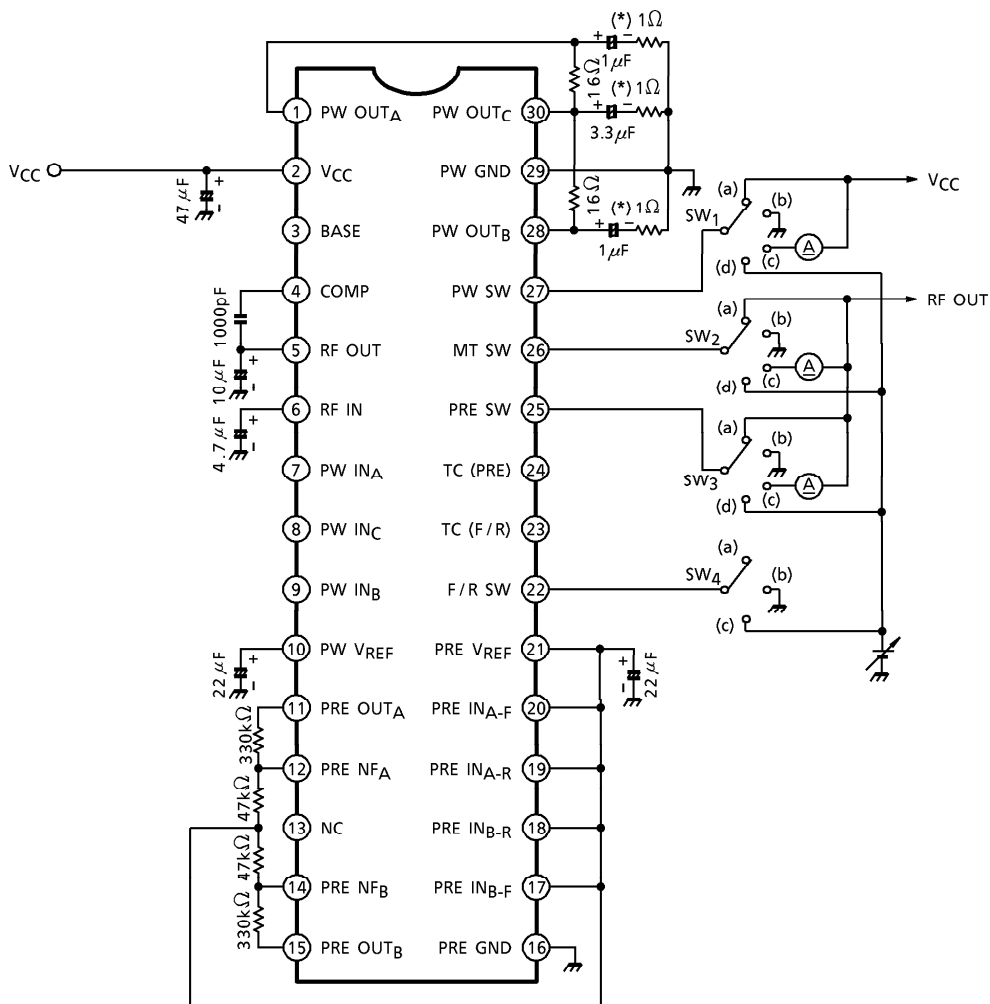 (*) 1Ω
+ -
1μF
16Ω
(*) 1Ω
+ -
3.3μF
16Ω
(*) 1Ω
+ -
1μF
1 PW OUTA
PW OUTC 30
VCC
2 VCC
PW GND 29
47μF
+
-
3 BASE
PW OUTB 28
4 COMP
PW SW 27
1000pF
5 RF OUT
MT SW 26
10μF
+
-
6 RF IN
PRE SW 25
4.7μF
+
-
7 PW INA
TC (PRE) 24
8 PW INC
TC (F/R) 23
9 PW INB
F/R SW 22
10 PW VREF
PRE VREF 21
22μF
+
-
+
-
22μF
11 PRE OUTA
PRE INA-F 20
330kΩ
12 PRE NFA
PRE INA-R 19
47kΩ
13 NC
PRE INB-R 18
47kΩ
14 PRE NFB
PRE INB-F 17
330kΩ
15 PRE OUTB
PRE GND 16
(a)
VCC
(b)
SW1
A
(c)
(d)
RF OUT
(a)
(b)
SW2
A
(c)
(d)
(a)
(b)
SW3
A
(c)
(d)
(a)
SW4
(b)
(c)